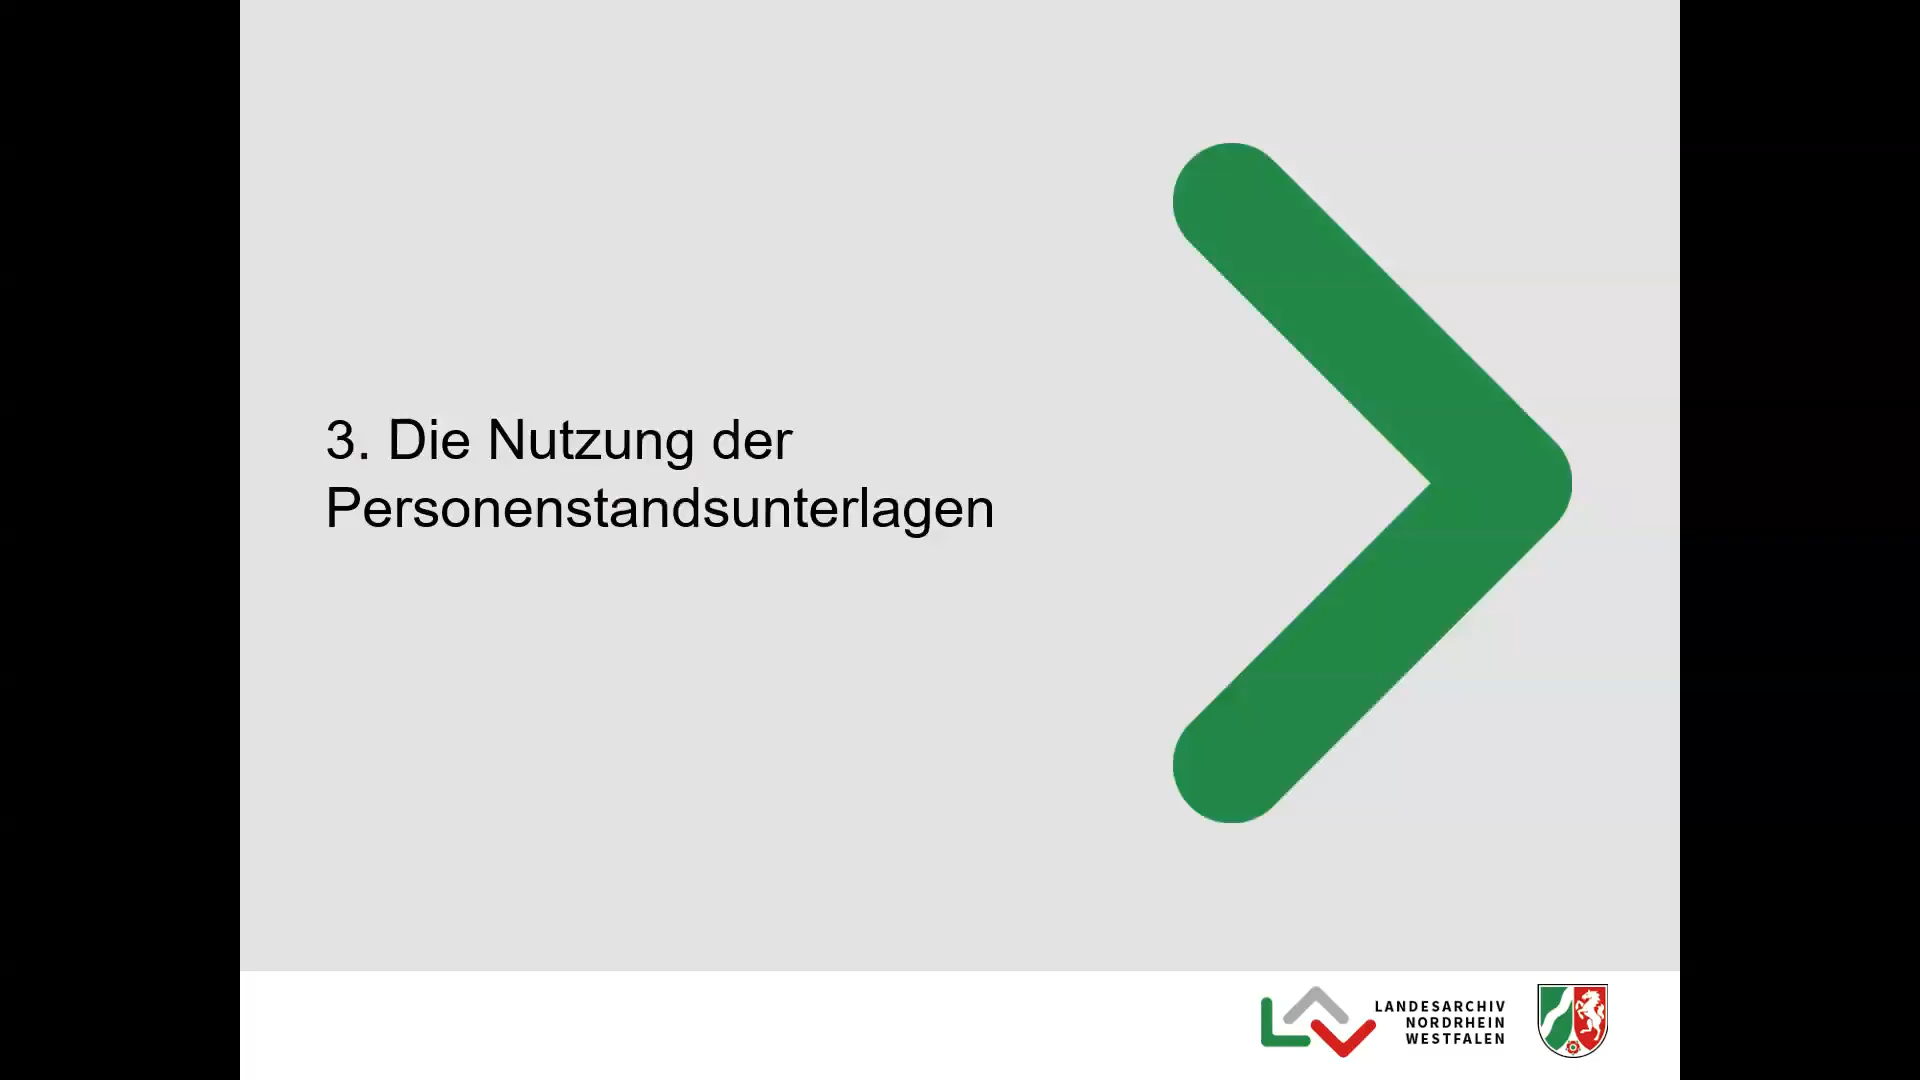 3. Die Nutzung der
Personenstandsunterlagen
LANDESARCHIV
NORDRHEIN
WESTFALEN